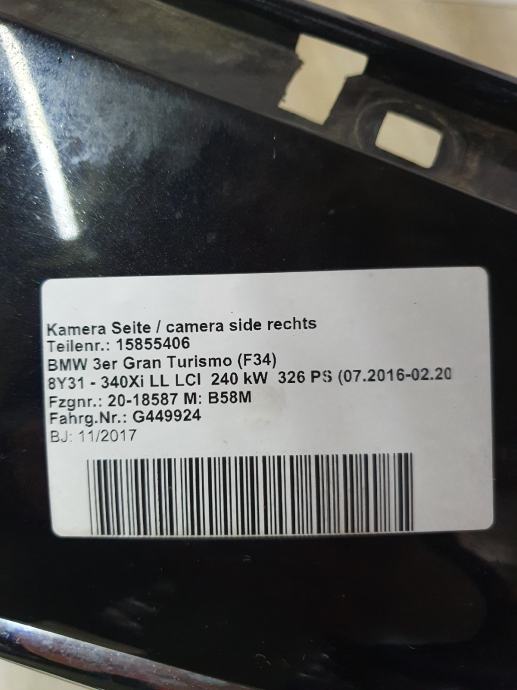 Kamera Seite / camera side rechts
Teilenr.: 15855406
BMW 3er Gran Turismo (F34)
8Y31 - 340Xi LL LCI 240 kW 326 PS (07.2016-02.20
Fzgnr.: 20-18587 M: B58M
Fahrg.Nr.: G449924
BJ: 11/2017